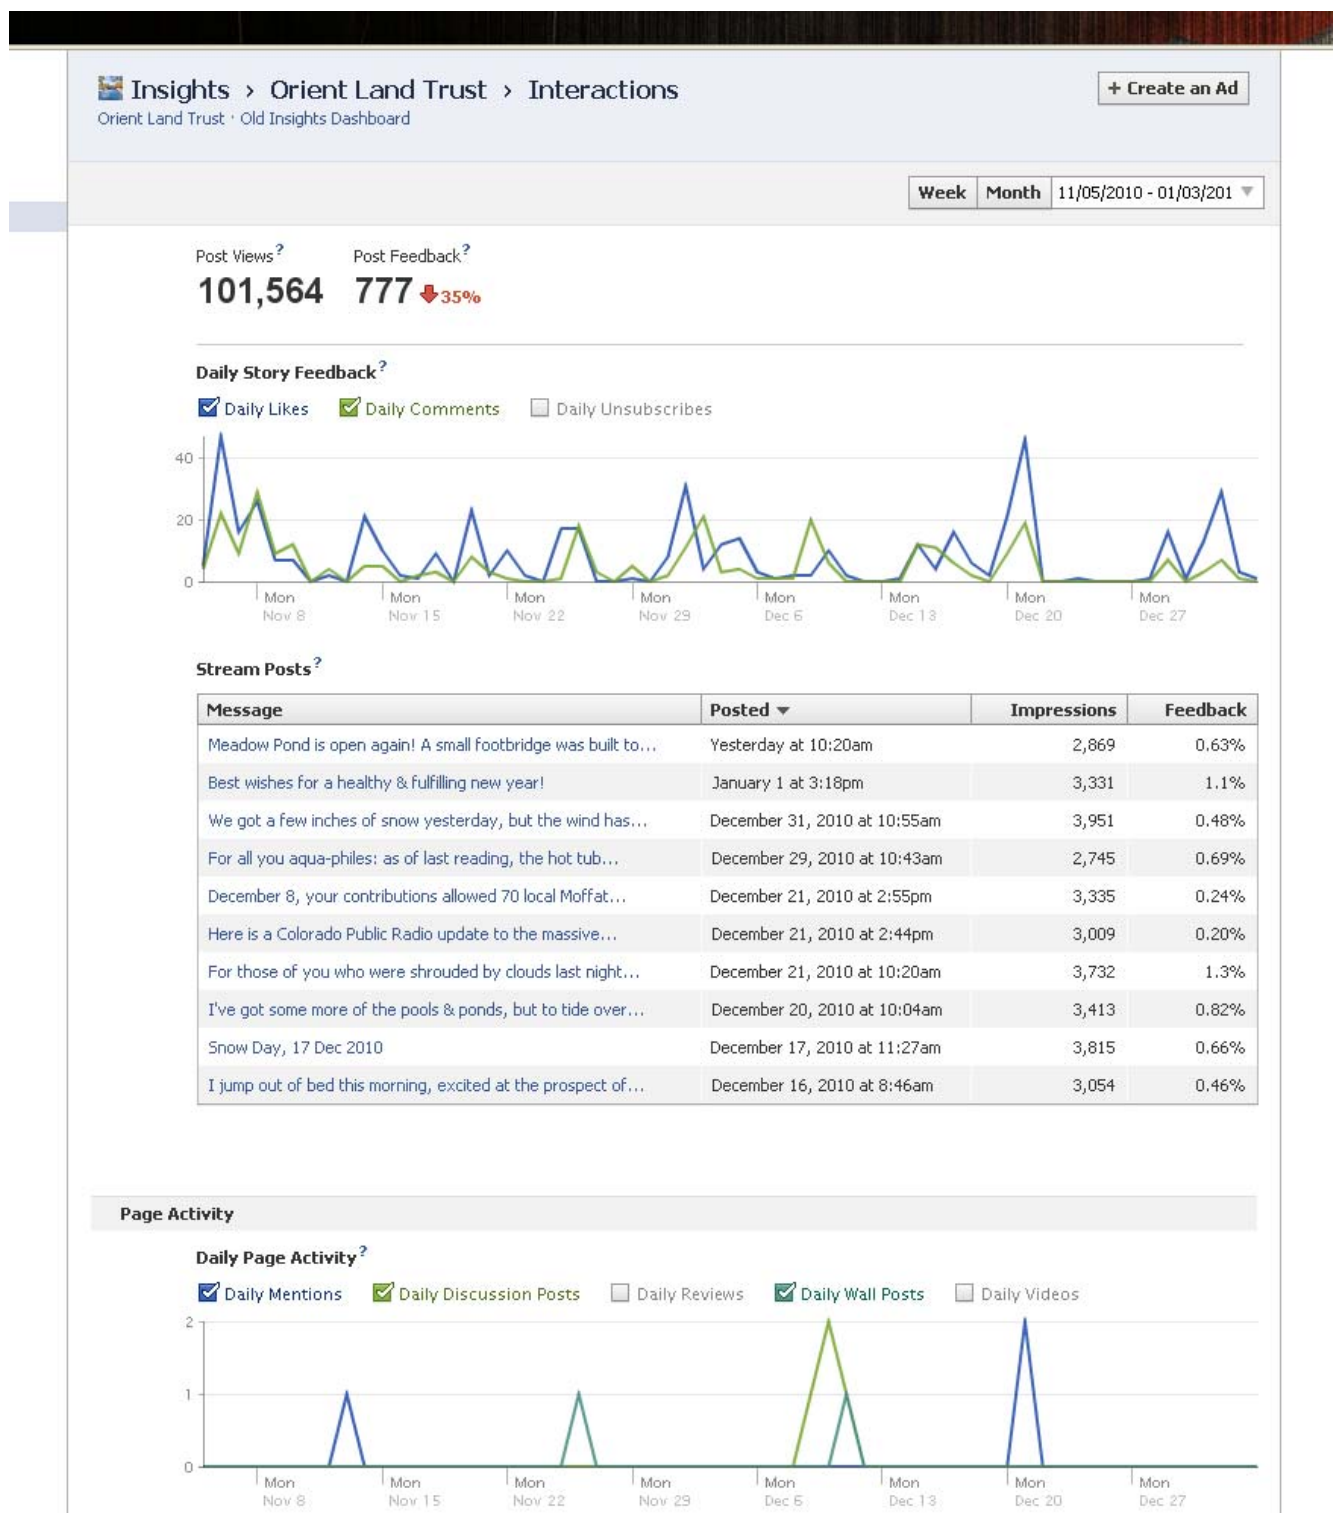 Insights › Orient Land Trust › Interactions
+ Create an Ad
Orient Land Trust · Old Insights Dashboard
Week Month 11/05/2010 - 01/03/201
Post Views? Post Feedback?
101,564 777 35%
Daily Story Feedback?
Daily Likes Daily Comments Daily Unsubscribes
40
20
0
Mon Mon Mon Mon Mon Mon Mon Mon
Nov 8 Nov 15 Nov 22 Nov 29 Dec 6 Dec 13 Dec 20 Dec 27
Stream Posts?
Message Posted Impressions Feedback
Meadow Pond is open again! A small footbridge was built to... Yesterday at 10:20am 2,869 0.63%
Best wishes for a healthy & fulfilling new year! January 1 at 3:18pm 3,331 1.1%
We got a few inches of snow yesterday, but the wind has... December 31, 2010 at 10:55am 3,951 0.48%
For all you aqua-philes: as of last reading, the hot tub... December 29, 2010 at 10:43am 2,745 0.69%
December 8, your contributions allowed 70 local Moffat... December 21, 2010 at 2:55pm 3,335 0.24%
Here is a Colorado Public Radio update to the massive... December 21, 2010 at 2:44pm 3,009 0.20%
For those of you who were shrouded by clouds last night... December 21, 2010 at 10:20am 3,732 1.3%
I've got some more of the pools & ponds, but to tide over... December 20, 2010 at 10:04am 3,413 0.82%
Snow Day, 17 Dec 2010 December 17, 2010 at 11:27am 3,815 0.66%
I jump out of bed this morning, excited at the prospect of... December 16, 2010 at 8:46am 3,054 0.46%
Page Activity
Daily Page Activity?
Daily Mentions Daily Discussion Posts Daily Reviews Daily Wall Posts Daily Videos
2
1
0
Mon Mon Mon Mon Mon Mon Mon Mon
Nov 8 Nov 15 Nov 22 Nov 29 Dec 6 Dec 13 Dec 20 Dec 27